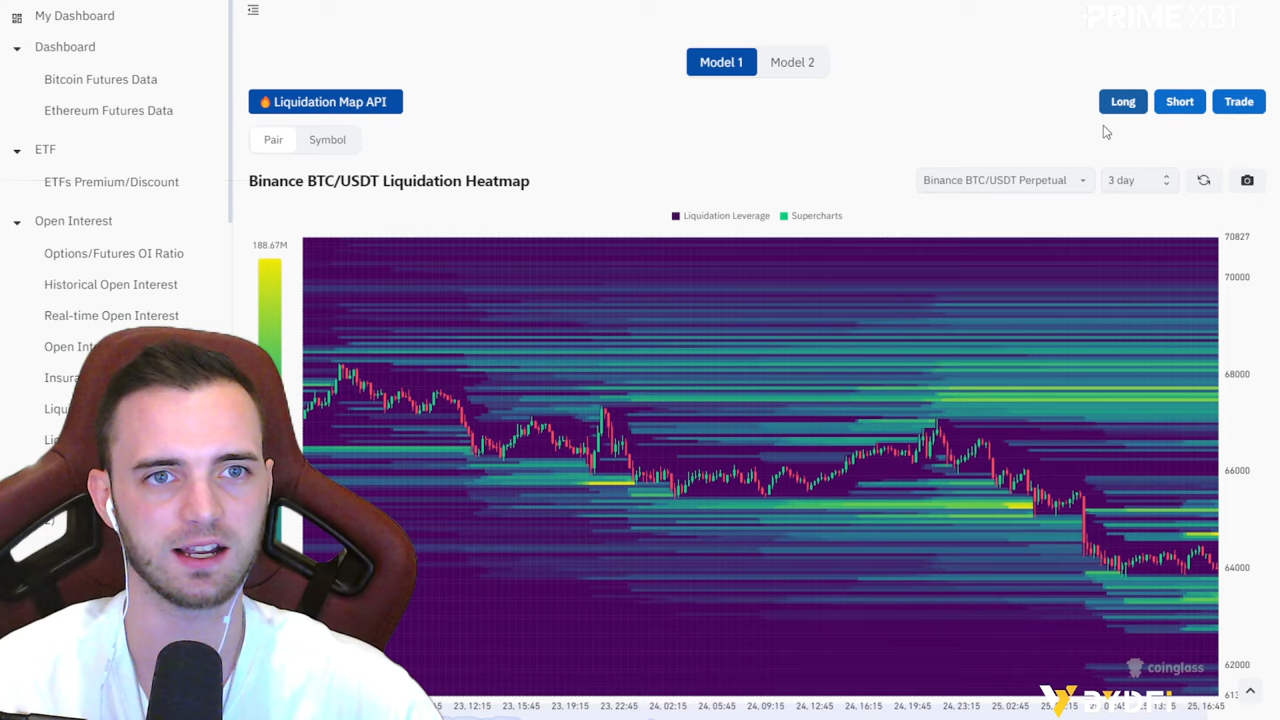 My Dashboard
PRIME XBT
Dashboard
Model 1
Model 2
Bitcoin Futures Data
Liquidation Map API
Long
Short
Trade
Ethereum Futures Data
Pair
Symbol
ETF
ETFs Premium/Discount
Binance BTC/USDT Liquidation Heatmap
Binance BTC/USDT Perpetual
3 day
Open Interest
Liquidation Leverage
Supercharts
188.67M
70827
Options/Futures OI Ratio
70000
Historical Open Interest
Real-time Open Interest
Open
68000
66000
64000
62000
coinglass
23, 12:15
23, 15:45
23, 19:15
23, 22:45
24, 02:15
24, 05:45
24, 09:15
24, 12:45
24, 16:15
24, 19:45
24, 23:15
25, 02:45
25, 16:45